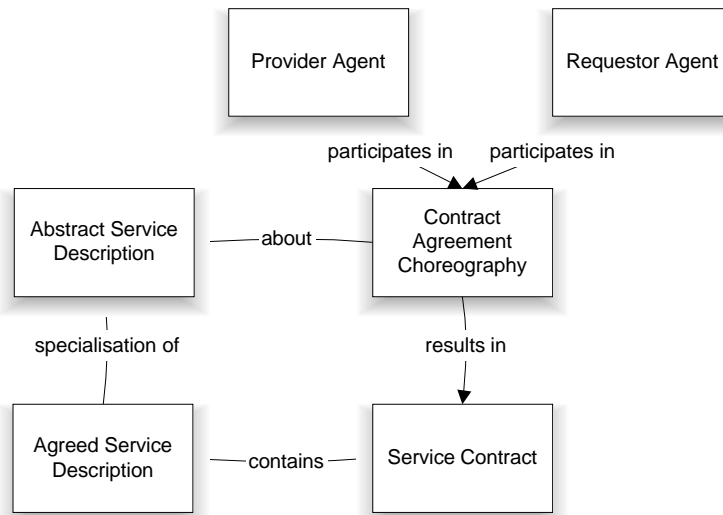 Provider Agent
Requestor Agent
participates in
participates in
Abstract Service
Description
about
Contract
Agreement
Choreography
specialisation of
results in
Agreed Service
Description
contains
Service Contract